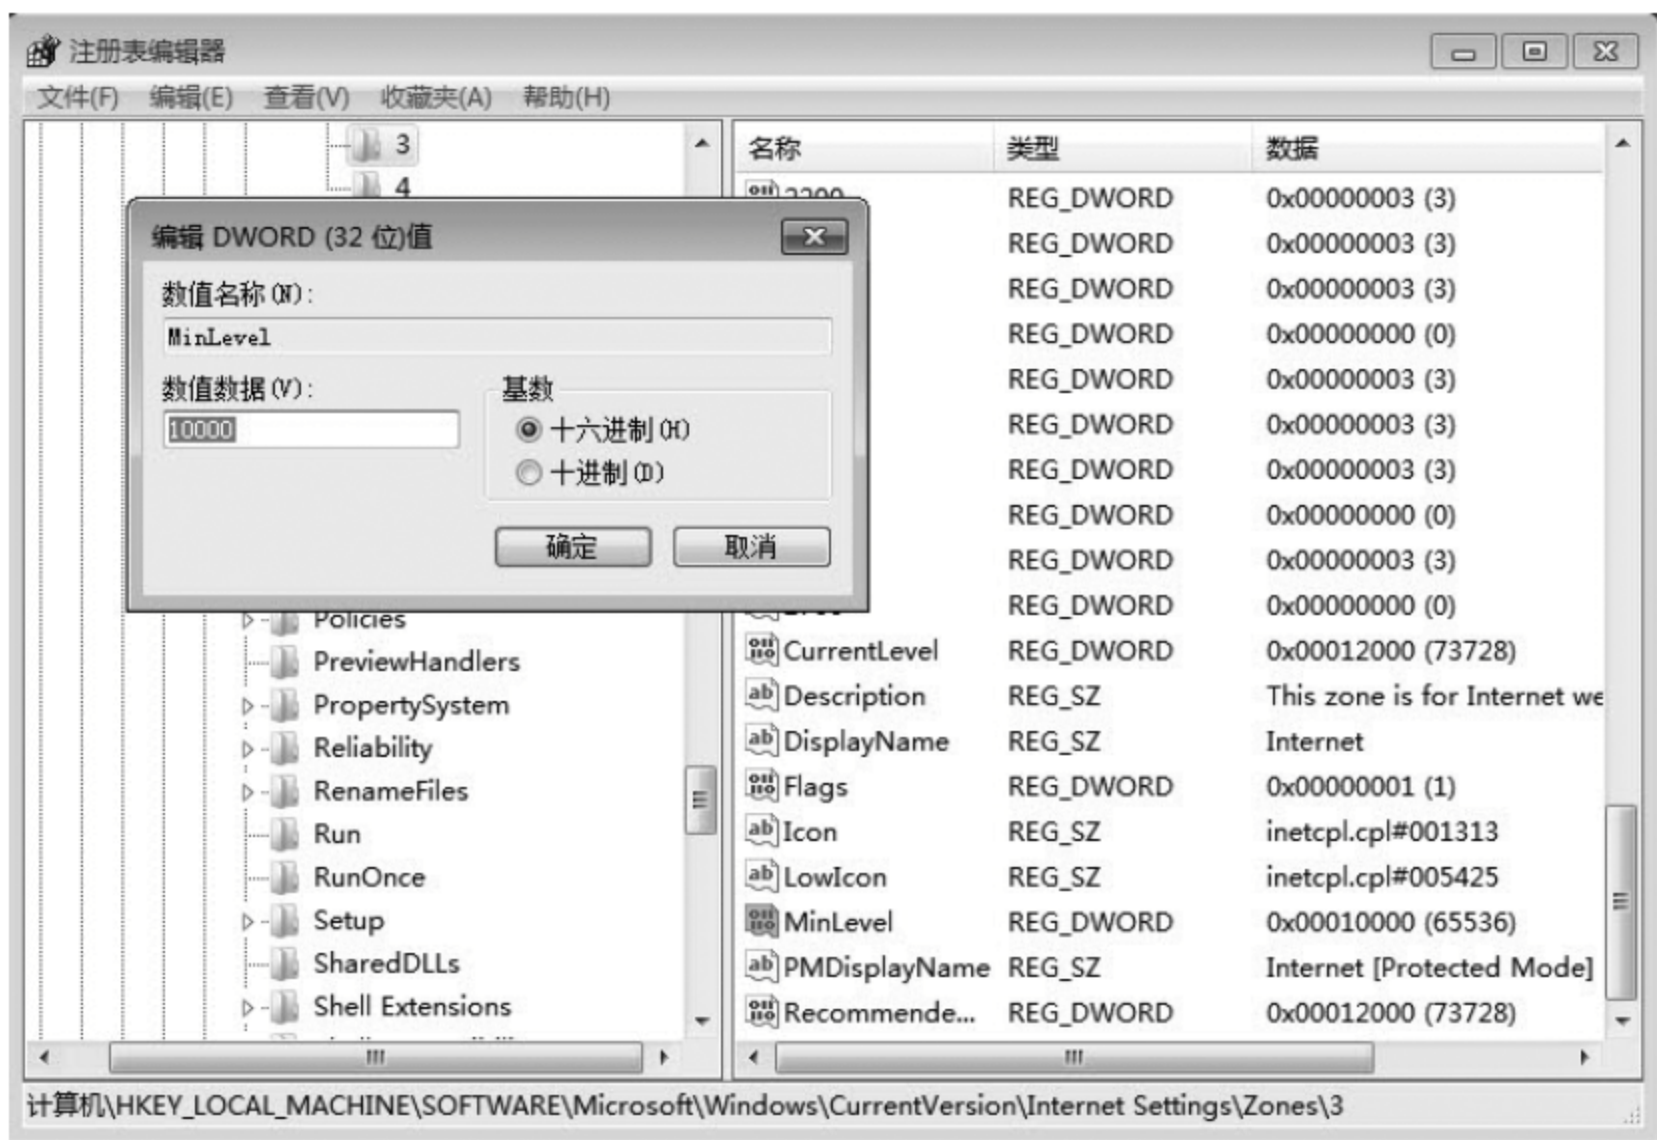 注册表编辑器
文件(F) 编辑(E) 查看(V) 收藏夹(A) 帮助(H)
3
4
编辑 DWORD (32 位)值
数值名称(N):
MinLevel
数值数据(V):
10000
基数
十六进制(H)
十进制(D)
确定 取消
Policies
PreviewHandlers
PropertySystem
Reliability
RenameFiles
Run
RunOnce
Setup
SharedDLLs
Shell Extensions
名称 类型 数据
REG_DWORD 0x00000003 (3)
REG_DWORD 0x00000003 (3)
REG_DWORD 0x00000003 (3)
REG_DWORD 0x00000000 (0)
REG_DWORD 0x00000003 (3)
REG_DWORD 0x00000003 (3)
REG_DWORD 0x00000003 (3)
REG_DWORD 0x00000000 (0)
REG_DWORD 0x00000003 (3)
REG_DWORD 0x00000000 (0)
CurrentLevel REG_DWORD 0x00012000 (73728)
Description REG_SZ This zone is for Internet we
DisplayName REG_SZ Internet
Flags REG_DWORD 0x00000001 (1)
Icon REG_SZ inetcpl.cpl#001313
LowIcon REG_SZ inetcpl.cpl#005425
MinLevel REG_DWORD 0x00010000 (65536)
PMDisplayName REG_SZ Internet [Protected Mode]
Recommende... REG_DWORD 0x00012000 (73728)
计算机\HKEY_LOCAL_MACHINE\SOFTWARE\Microsoft\Windows\CurrentVersion\Internet Settings\Zones\3